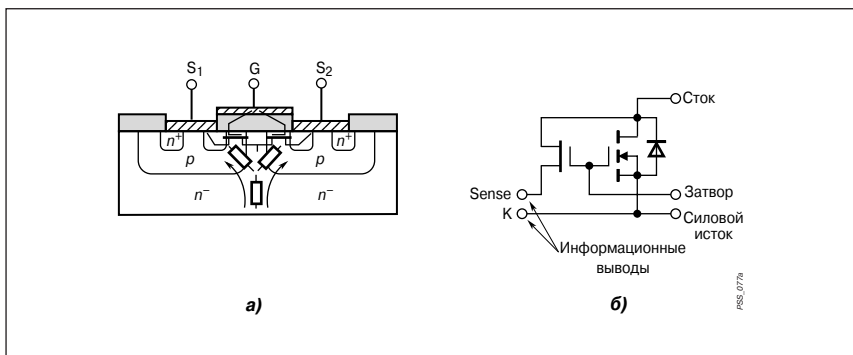 S1
G
S2
n+
n+
p
p
n−
n−
а)
Сток
Sense
Затвор
K
Силовой
исток
Информационные
выводы
б)
PSS_077a